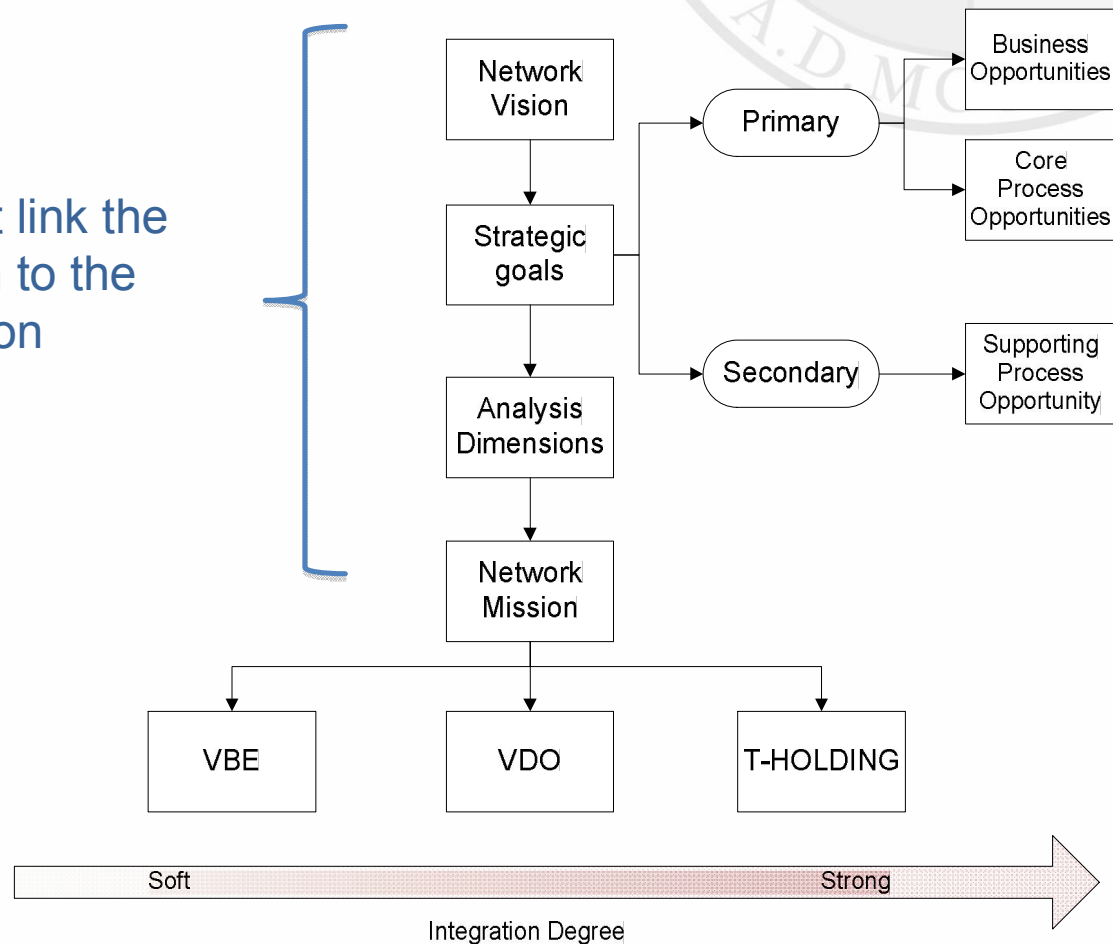 A.D.MC
t link the
to the
on
Network
Vision
Strategic
goals
Analysis
Dimensions
Network
Mission
Primary
Secondary
Business
Opportunities
Core
Process
Opportunities
Supporting
Process
Opportunity
VBE
VDO
T-HOLDING
Soft
Strong
Integration Degree